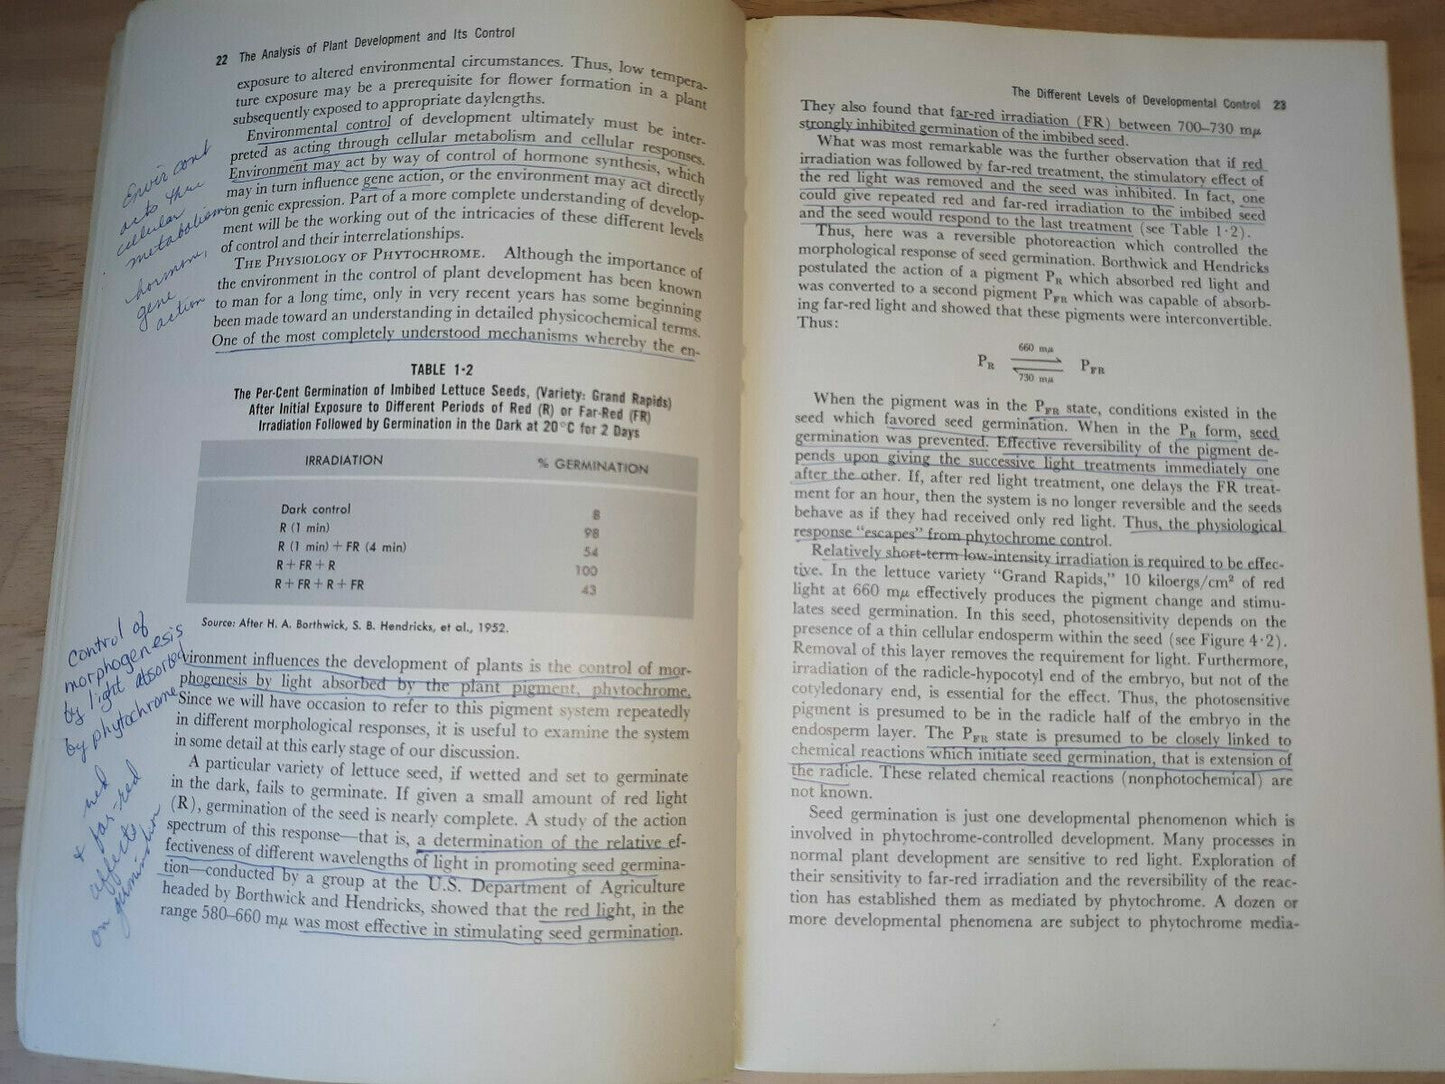 22 The Analysis of Plant Development and Its Control
exposure to altered environmental circumstances. Thus, low tempera-
ture exposure may be a prerequisite for flower formation in a plant
subsequently exposed to appropriate daylengths.
Environmental control of development ultimately must be inter-
preted as acting through cellular metabolism and cellular responses.
Environment may act by way of control of hormone synthesis, which
may in turn influence gene action, or the environment may act directly
on genic expression. Part of a more complete understanding of develop-
ment will be the working out of the intricacies of these different levels
of control and their interrelationships.
THE PHYSIOLOGY OF PHYTOCHROME. Although the importance of
the environment in the control of plant development has been known
to man for a long time, only in very recent years has some beginning
been made toward an understanding in detailed physicochemical terms.
One of the most completely understood mechanisms whereby the en-
Envir cont
acts thru
cellular
metabolism
hormone,
gene
action
TABLE 1·2
The Per-Cent Germination of Imbibed Lettuce Seeds, (Variety: Grand Rapids)
After Initial Exposure to Different Periods of Red (R) or Far-Red (FR)
Irradiation Followed by Germination in the Dark at 20°C for 2 Days
IRRADIATION % GERMINATION
Dark control 8
R (1 min) 98
R (1 min) + FR (4 min) 54
R + FR + R 100
R + FR + R + FR 43
Source: After H. A. Borthwick, S. B. Hendricks, et al., 1952.
vironment influences the development of plants is the control of mor-
phogenesis by light absorbed by the plant pigment, phytochrome.
Since we will have occasion to refer to this pigment system repeatedly
in different morphological responses, it is useful to examine the system
in some detail at this early stage of our discussion.
A particular variety of lettuce seed, if wetted and set to germinate
in the dark, fails to germinate. If given a small amount of red light
(R), germination of the seed is nearly complete. A study of the action
spectrum of this response—that is, a determination of the relative ef-
fectiveness of different wavelengths of light in promoting seed germina-
tion—conducted by a group at the U.S. Department of Agriculture
headed by Borthwick and Hendricks, showed that the red light, in the
range 580–660 mμ was most effective in stimulating seed germination.
Control of
morphogenesis
by light absorbed
by phytochrome
red
+ far-red
affects
on germination
The Different Levels of Developmental Control 23
They also found that far-red irradiation (FR) between 700–730 mμ
strongly inhibited germination of the imbibed seed.
What was most remarkable was the further observation that if red
irradiation was followed by far-red treatment, the stimulatory effect of
the red light was removed and the seed was inhibited. In fact, one
could give repeated red and far-red irradiation to the imbibed seed
and the seed would respond to the last treatment (see Table 1·2).
Thus, here was a reversible photoreaction which controlled the
morphological response of seed germination. Borthwick and Hendricks
postulated the action of a pigment PR which absorbed red light and
was converted to a second pigment PFR which was capable of absorb-
ing far-red light and showed that these pigments were interconvertible.
Thus:
660 mμ
PR ⇌ PFR
730 mμ
When the pigment was in the PFR state, conditions existed in the
seed which favored seed germination. When in the PR form, seed
germination was prevented. Effective reversibility of the pigment de-
pends upon giving the successive light treatments immediately one
after the other. If, after red light treatment, one delays the FR treat-
ment for an hour, then the system is no longer reversible and the seeds
behave as if they had received only red light. Thus, the physiological
response “escapes” from phytochrome control.
Relatively short-term low-intensity irradiation is required to be effec-
tive. In the lettuce variety “Grand Rapids,” 10 kiloergs/cm² of red
light at 660 mμ effectively produces the pigment change and stimu-
lates seed germination. In this seed, photosensitivity depends on the
presence of a thin cellular endosperm within the seed (see Figure 4·2).
Removal of this layer removes the requirement for light. Furthermore,
irradiation of the radicle-hypocotyl end of the embryo, but not of the
cotyledonary end, is essential for the effect. Thus, the photosensitive
pigment is presumed to be in the radicle half of the embryo in the
endosperm layer. The PFR state is presumed to be closely linked to
chemical reactions which initiate seed germination, that is extension of
the radicle. These related chemical reactions (nonphotochemical) are
not known.
Seed germination is just one developmental phenomenon which is
involved in phytochrome-controlled development. Many processes in
normal plant development are sensitive to red light. Exploration of
their sensitivity to far-red irradiation and the reversibility of the reac-
tion has established them as mediated by phytochrome. A dozen or
more developmental phenomena are subject to phytochrome media-